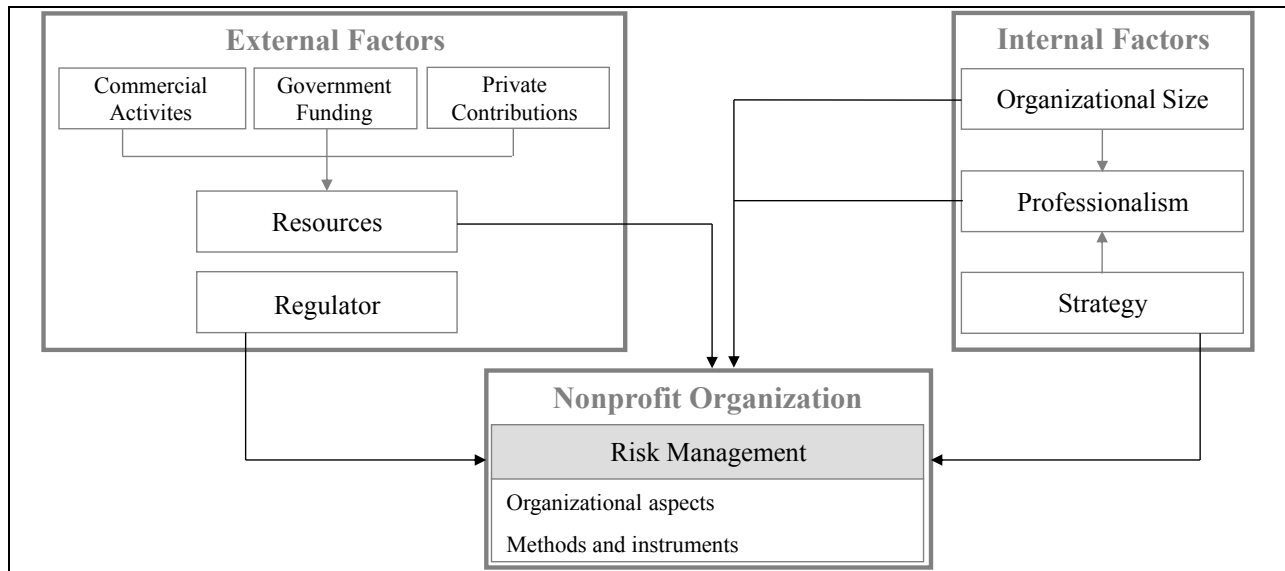 External Factors
Commercial
Activites
Government
Funding
Private
Contributions
Resources
Regulator
Internal Factors
Organizational Size
Professionalism
Strategy
Nonprofit Organization
Risk Management
Organizational aspects
Methods and instruments